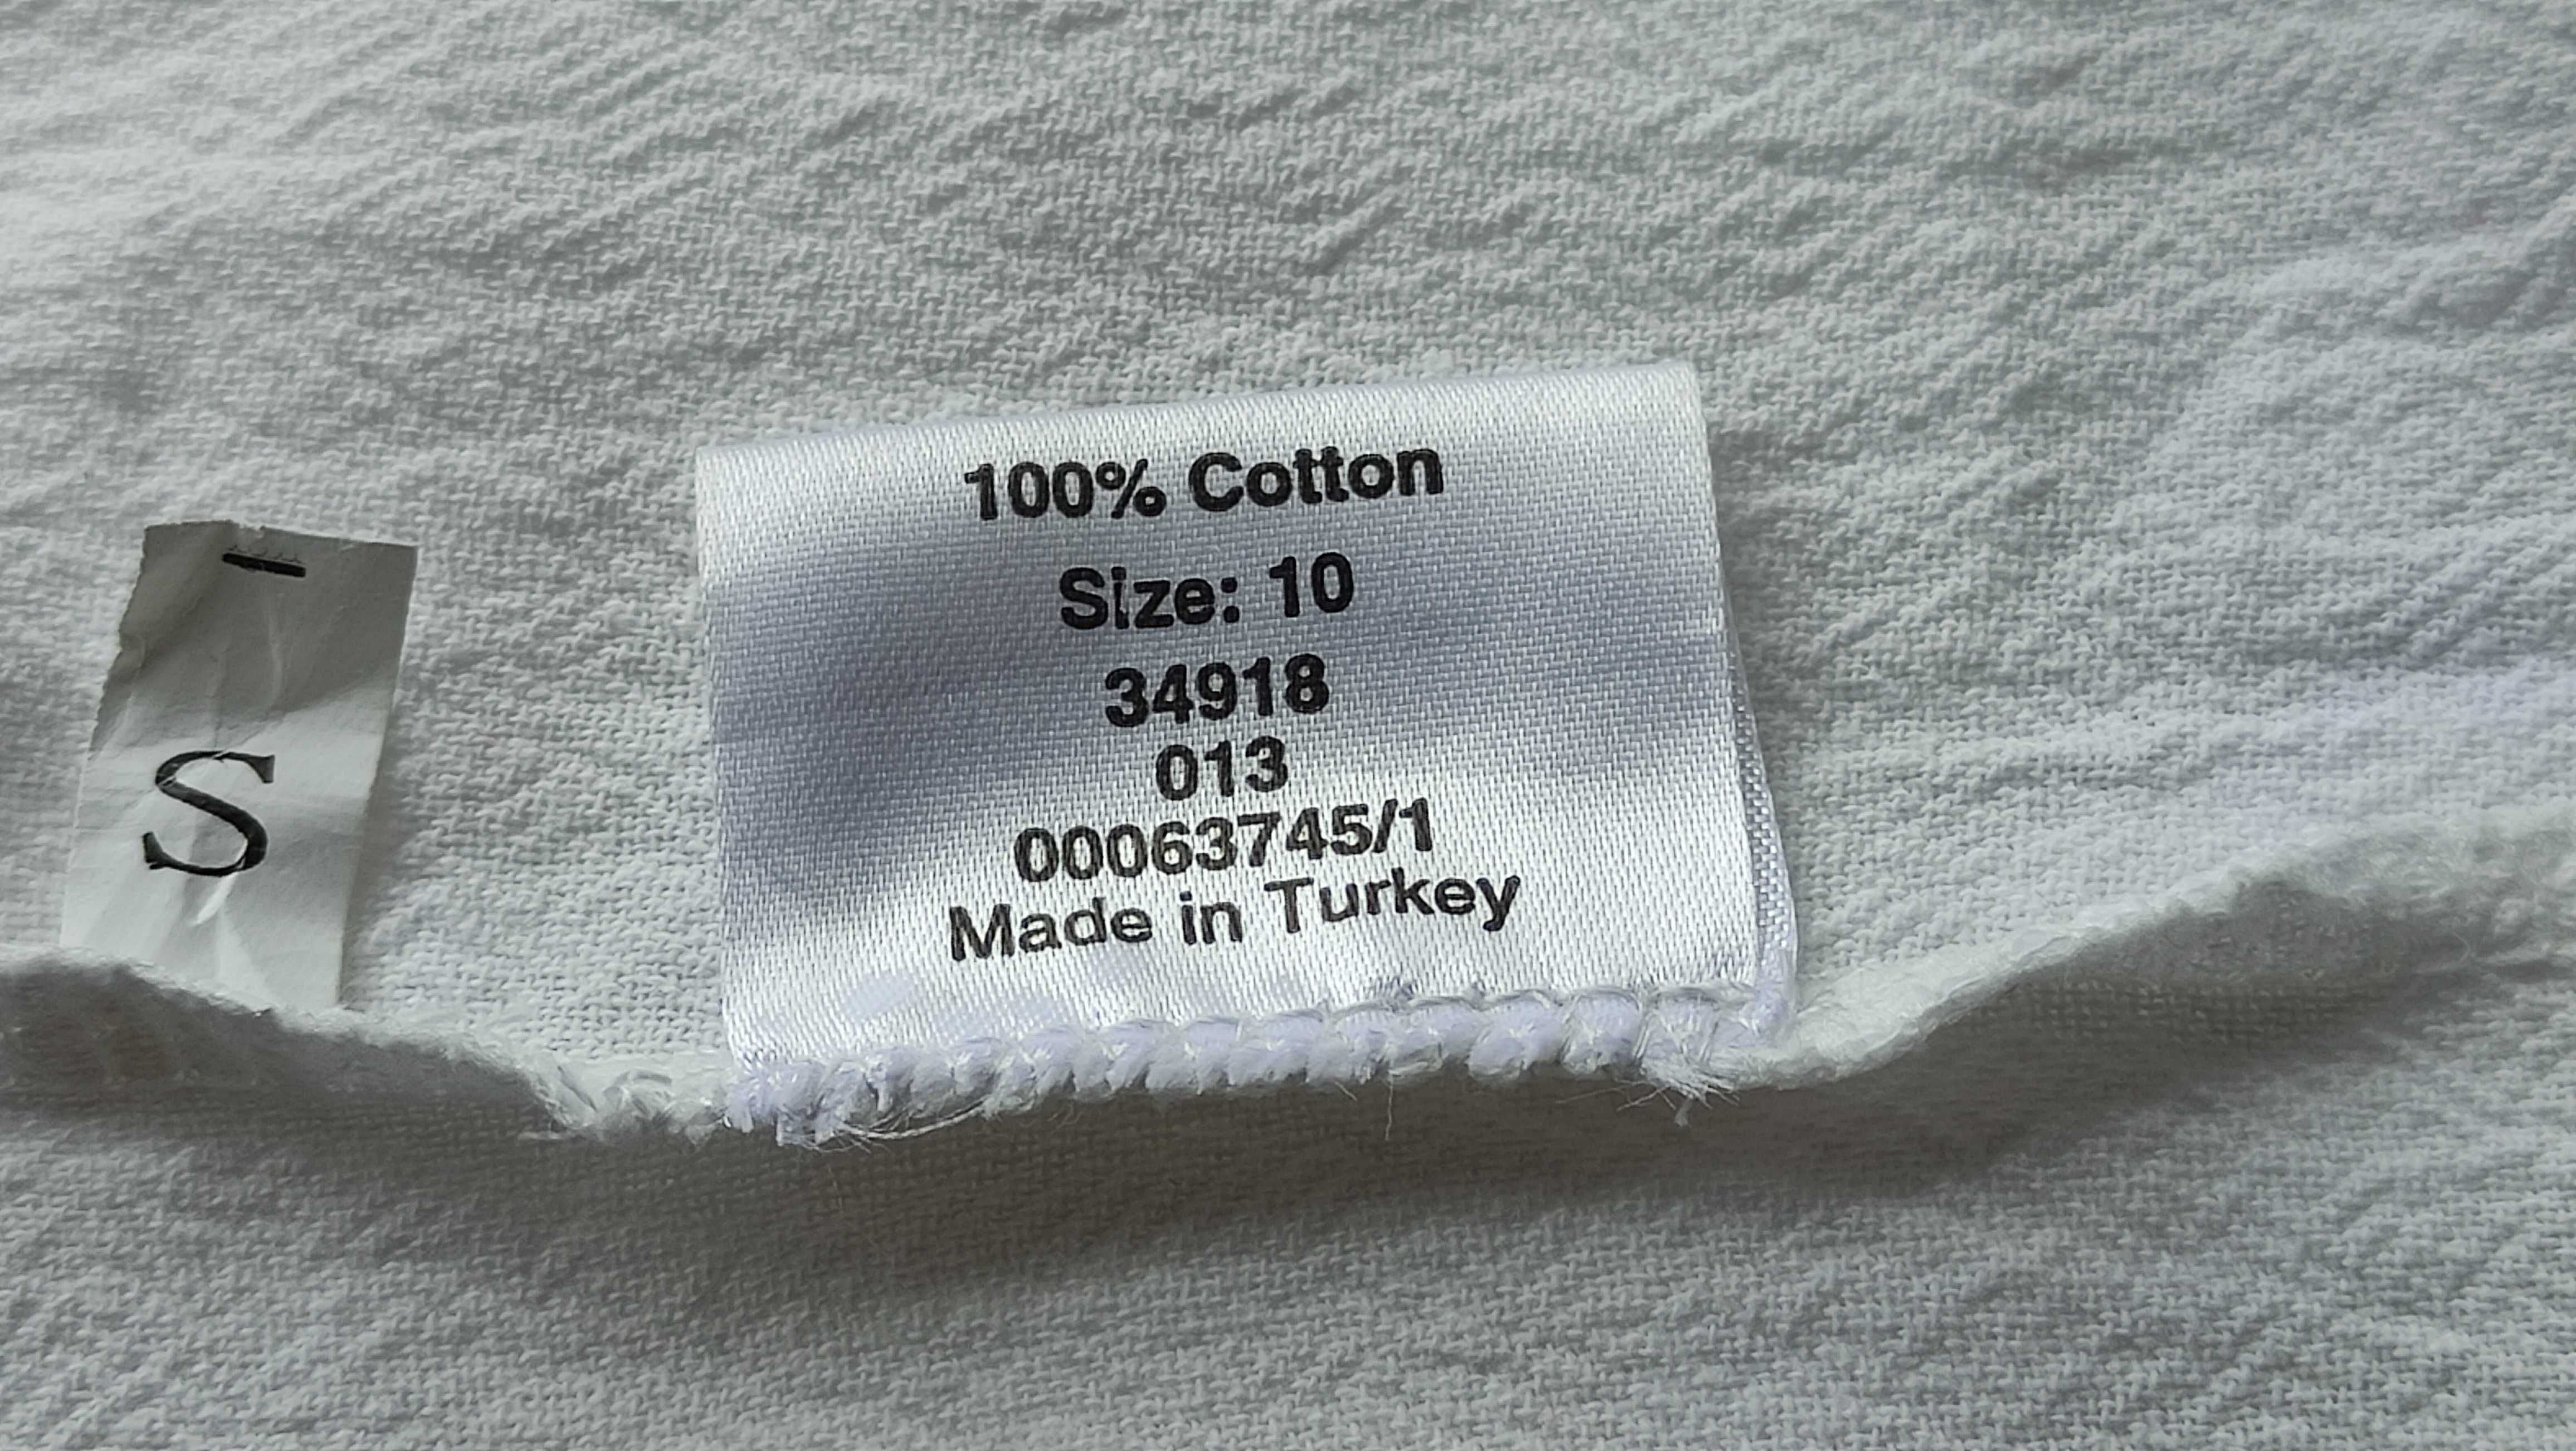 100% Cotton
Size: 10
34918
013
00063745/1
Made in Turkey
S